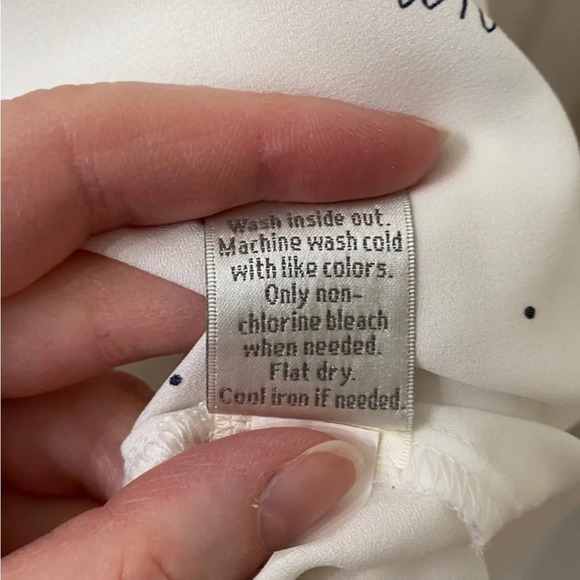 Wash inside out.
Machine wash cold
with like colors.
Only non-
chlorine bleach
when needed.
Flat dry.
Cool iron if needed.